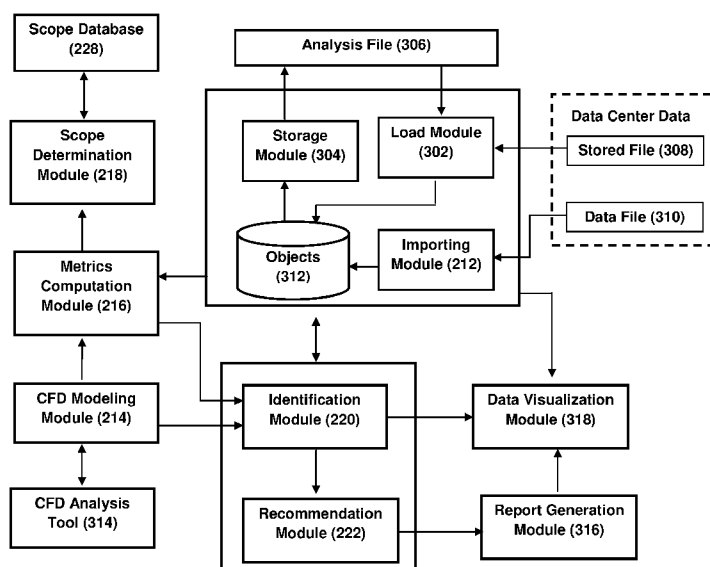 Scope Database
(228)
Analysis File (306)
Scope
Determination
Module (218)
Storage
Module (304)
Load Module
(302)
Data Center Data
Stored File (308)
Data File (310)
Metrics
Computation
Module (216)
Objects
(312)
Importing
Module (212)
CFD Modeling
Module (214)
Identification
Module (220)
Data Visualization
Module (318)
CFD Analysis
Tool (314)
Recommendation
Module (222)
Report Generation
Module (316)